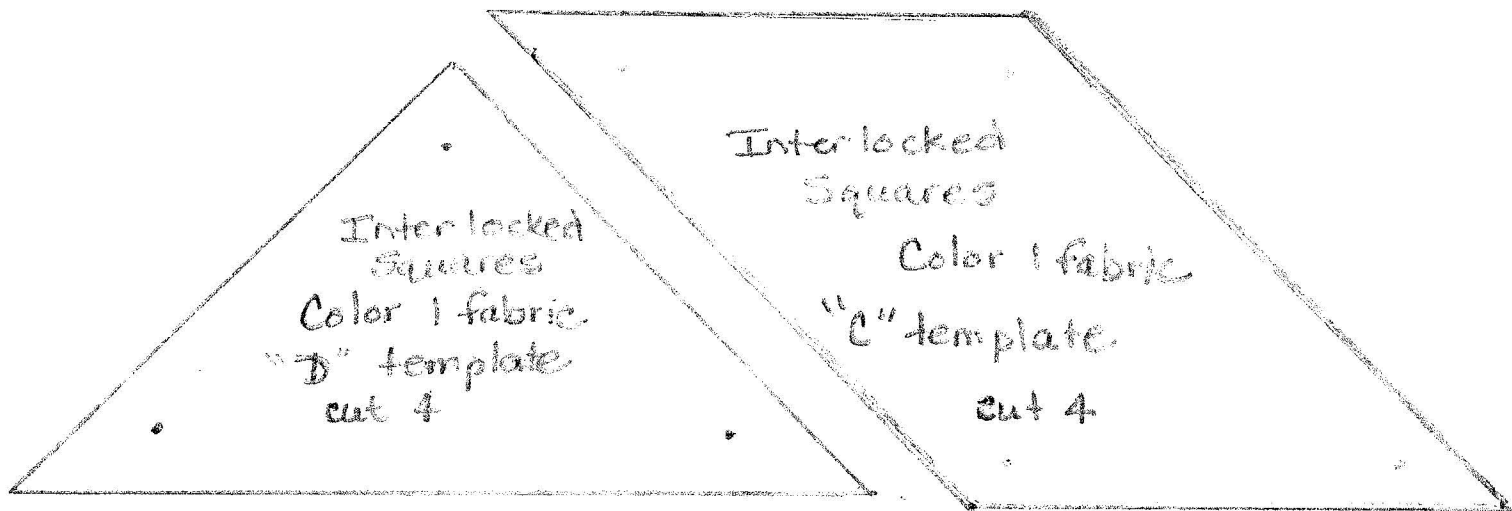 Interlocked
Squares
Color 1 fabric
"D" template
cut 4
Interlocked
Squares
Color 1 fabric
"C" template
cut 4